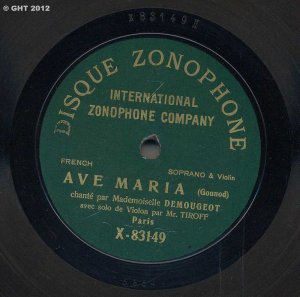 © GHT 2012
X83149
DISQUE ZONOPHONE
INTERNATIONAL
ZONOPHONE COMPANY
FRENCH
SOPRANO & Violin
AVE MARIA (Gounod)
chanté par Mademoiselle DEMOUGEOT
avec solo de Violon par Mr. TIROFF
Paris
X-83149